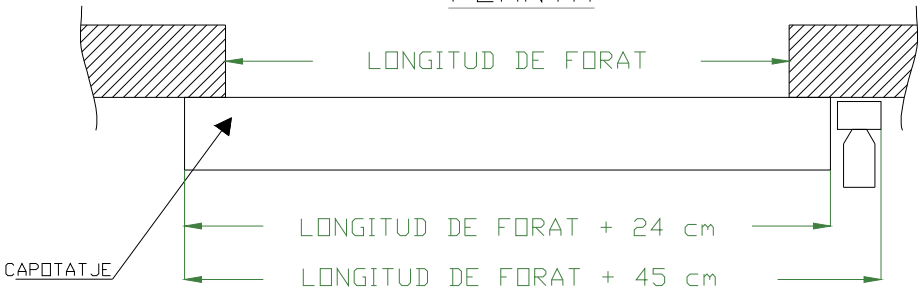 LONGITUD DE FORAT
LONGITUD DE FORAT + 24 cm
CAPOTATJE
LONGITUD DE FORAT + 45 cm